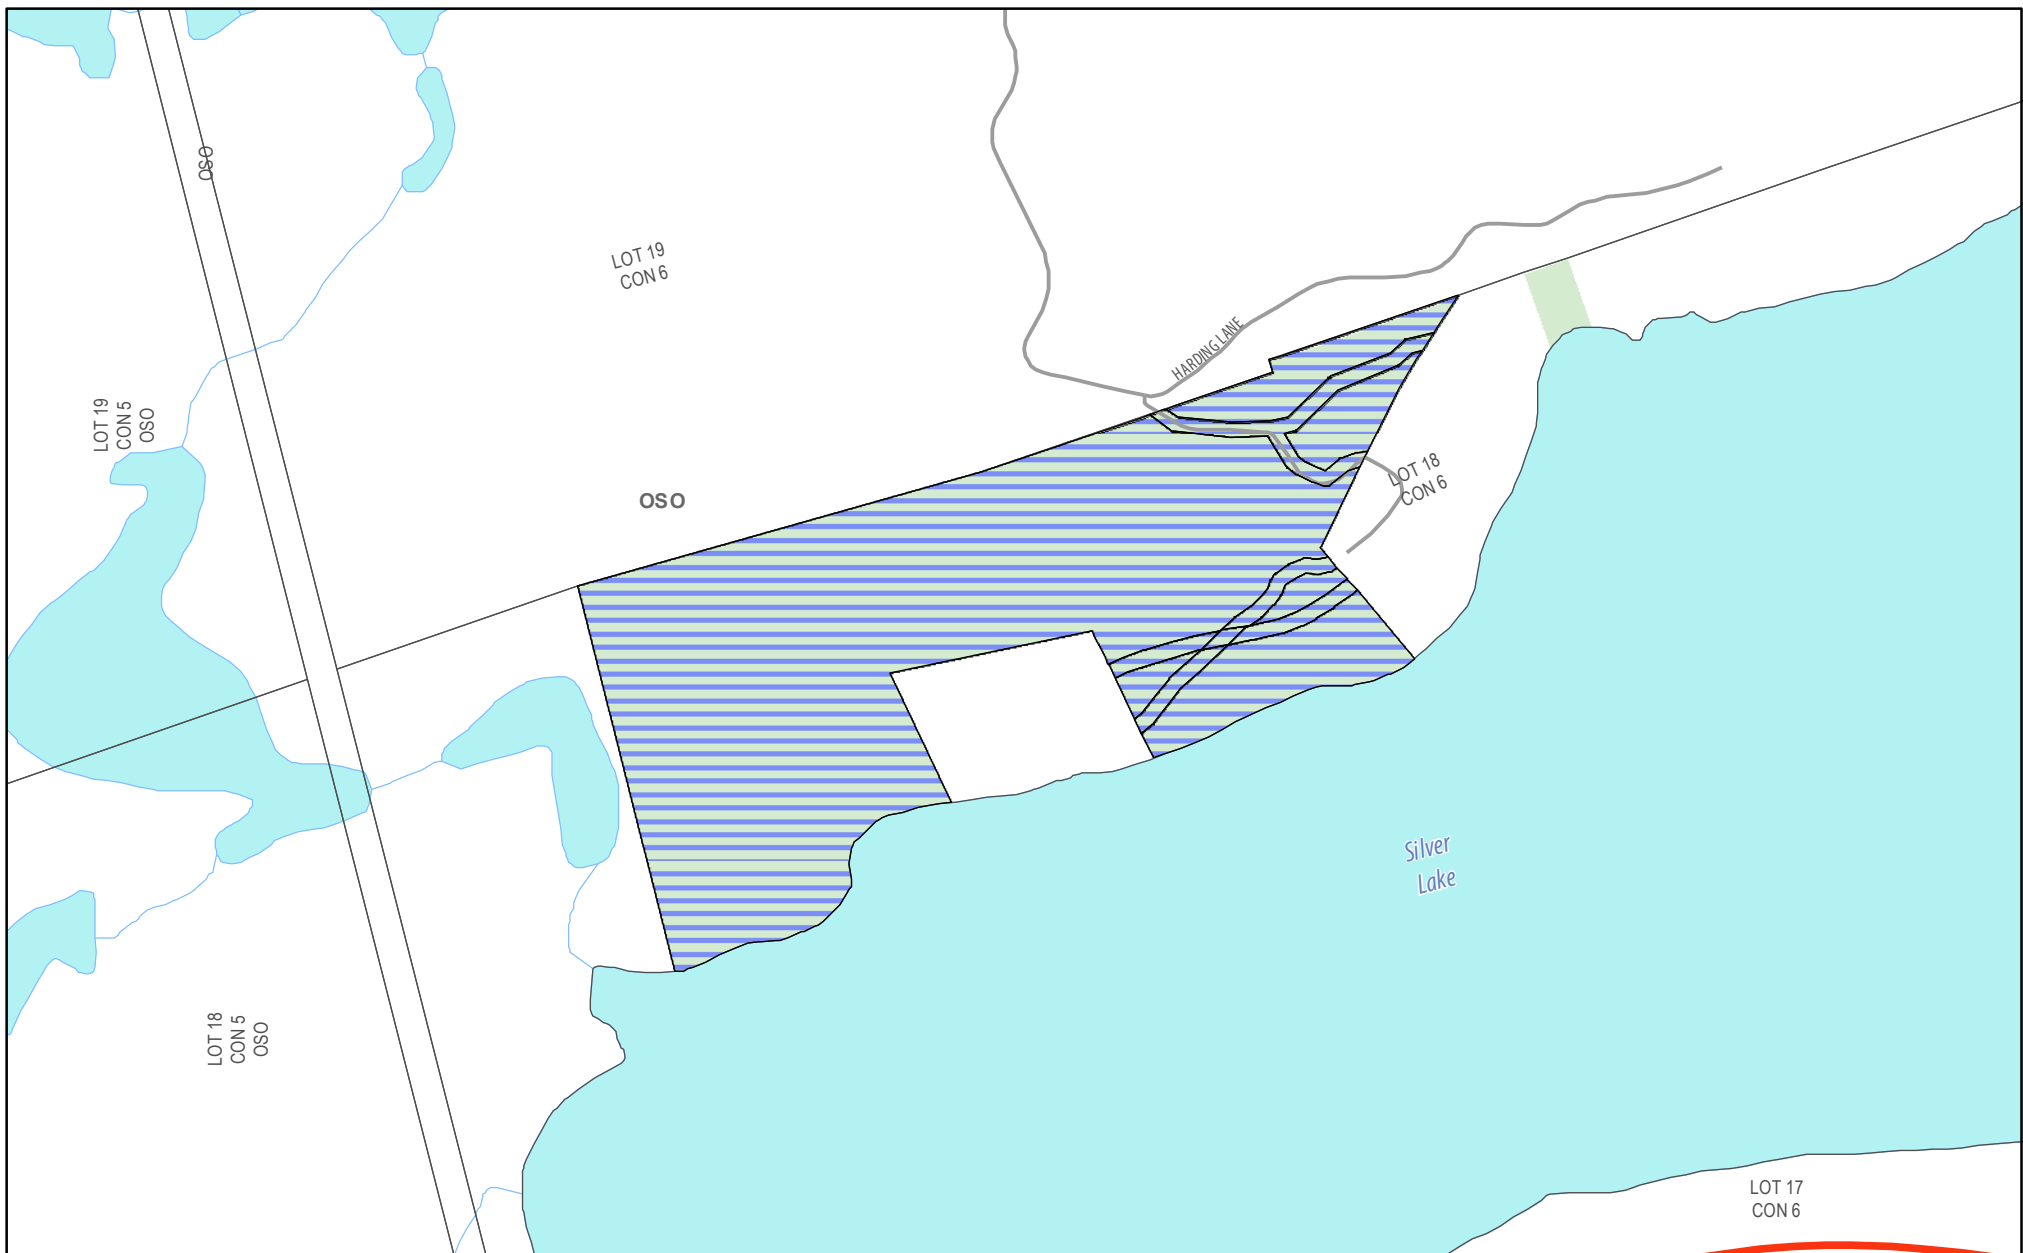 OSO
LOT 19
CON 6
HARDING LANE
LOT 19
CON 5
OSO
LOT 18
CON 6
OSO
Silver
Lake
LOT 18
CON 5
OSO
LOT 17
CON 6